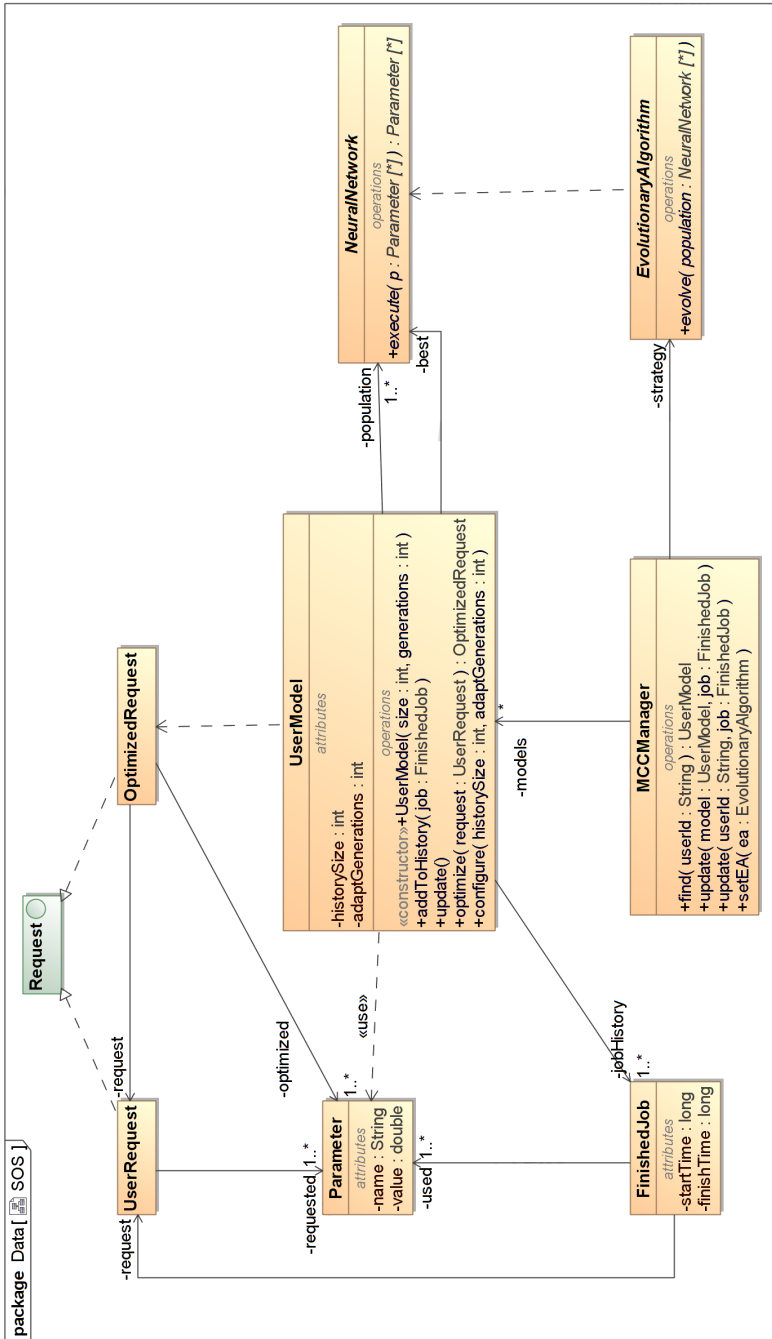 package Data[ SOS ]
Request
UserRequest
-request
-request
OptimizedRequest
-requested 1..*
-optimized
1..*
Parameter
attributes
-name : String
-value : double
-used 1..*
«use»
UserModel
attributes
-historySize : int
-adaptGenerations : int
operations
«constructor»+UserModel( size : int, generations : int )
+addToHistory( job : FinishedJob )
+update()
+optimize( request : UserRequest ) : OptimizedRequest
+configure( historySize : int, adaptGenerations : int )
-population
1..*
-best
NeuralNetwork
operations
+execute( p : Parameter [*] ) : Parameter [*]
FinishedJob
attributes
-startTime : long
-finishTime : long
-jobHistory
1..*
-models
*
MCCManager
operations
+find( userId : String ) : UserModel
+update( model : UserModel, job : FinishedJob )
+update( userId : String, job : FinishedJob )
+setEA( ea : EvolutionaryAlgorithm )
-strategy
EvolutionaryAlgorithm
operations
+evolve( population : NeuralNetwork [*] )